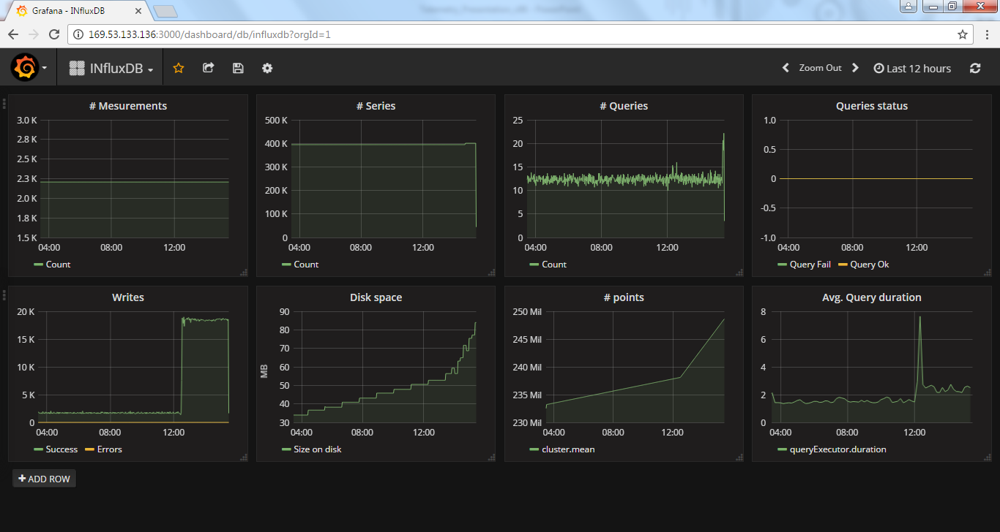 Grafana - INfluxDB
169.53.133.136:3000/dashboard/db/influxdb?orgId=1
INfluxDB
Zoom Out
Last 12 hours
# Mesurements
3.0 K
2.8 K
2.5 K
2.3 K
2.0 K
1.8 K
1.5 K
04:00 08:00 12:00
Count
# Series
500 K
400 K
300 K
200 K
100 K
0
04:00 08:00 12:00
Count
# Queries
25
20
15
10
5
0
04:00 08:00 12:00
Count
Queries status
1.0
0.5
0
-0.5
-1.0
04:00 08:00 12:00
Query Fail Query Ok
Writes
20 K
15 K
10 K
5 K
0
04:00 08:00 12:00
Success Errors
Disk space
MB
90
80
70
60
50
40
30
04:00 08:00 12:00
Size on disk
# points
250 Mil
245 Mil
240 Mil
235 Mil
230 Mil
04:00 08:00 12:00
cluster.mean
Avg. Query duration
8
6
4
2
0
04:00 08:00 12:00
queryExecutor.duration
+ ADD ROW